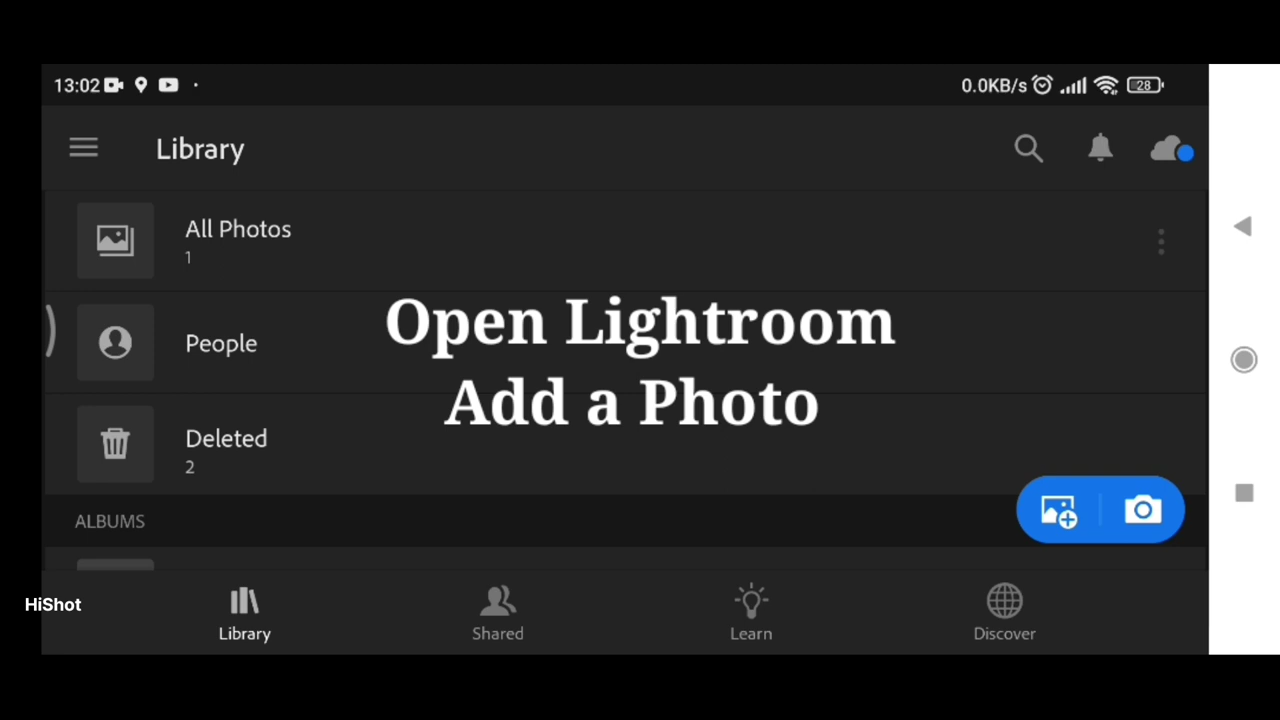 13:02
0.0KB/s
28
Library
All Photos
1
Open Lightroom
People
Add a Photo
Deleted
2
ALBUMS
HiShot
Library
Shared
Learn
Discover